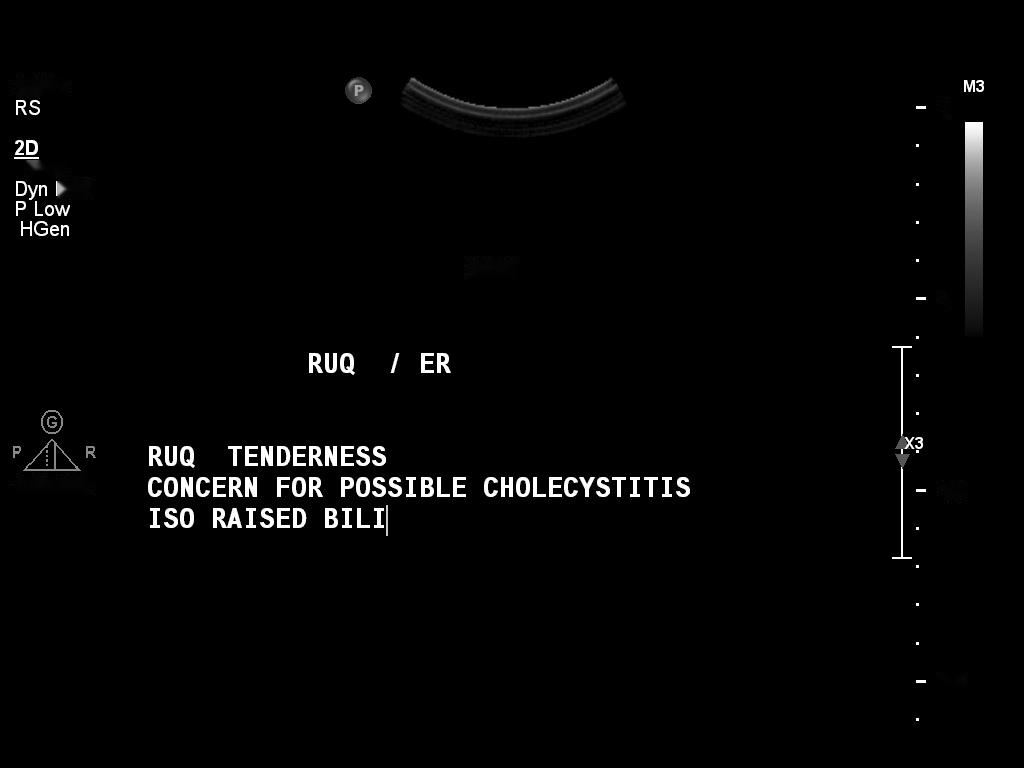 M3
P
RS
2D
Dyn
P Low
HGen
RUQ / ER
G
P R
X3
RUQ TENDERNESS
CONCERN FOR POSSIBLE CHOLECYSTITIS
ISO RAISED BILI